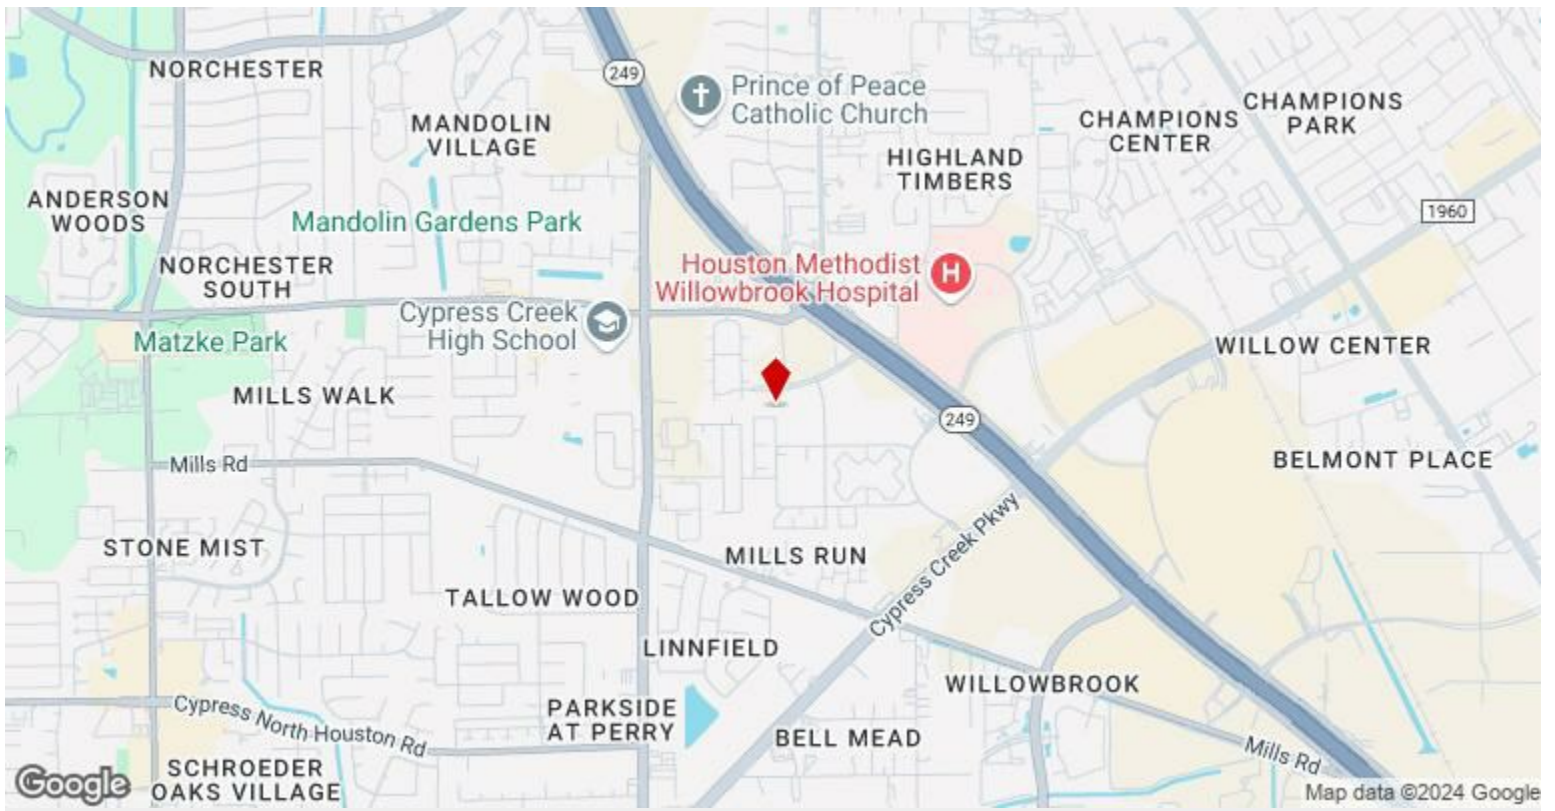 NORCHESTER
249
Prince of Peace
Catholic Church
CHAMPIONS
PARK
CHAMPIONS
CENTER
MANDOLIN
VILLAGE
HIGHLAND
TIMBERS
ANDERSON
WOODS
Mandolin Gardens Park
1960
NORCHESTER
SOUTH
Houston Methodist
Willowbrook Hospital
H
Cypress Creek
High School
Matzke Park
WILLOW CENTER
MILLS WALK
249
Mills Rd
BELMONT PLACE
Cypress Creek Pkwy
STONE MIST
MILLS RUN
TALLOW WOOD
LINNFIELD
WILLOWBROOK
PARKSIDE
AT PERRY
Cypress North Houston Rd
BELL MEAD
Mills Rd
SCHROEDER
OAKS VILLAGE
Google
Map data ©2024 Google